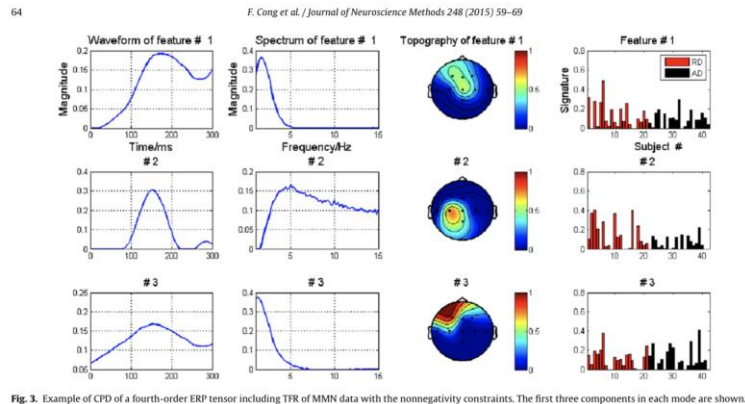 64
F. Cong et al. / Journal of Neuroscience Methods 248 (2015) 59–69
Waveform of feature # 1
Spectrum of feature # 1
Topography of feature # 1
Feature # 1
Magnitude
0.2
0.15
0.1
0.05
0
0 100 200 300
Time/ms
Magnitude
0.4
0.3
0.2
0.1
0
5 10 15
Frequency/Hz
1
0.5
0
Signature
0.8
0.6
0.4
0.2
0
RD
AD
10 20 30 40
Subject #
# 2
# 2
# 2
# 2
0.4
0.3
0.2
0.1
0
0 100 200 300
0.2
0.15
0.1
0.05
0
5 10 15
1
0.5
0
0.8
0.6
0.4
0.2
0
10 20 30 40
# 3
# 3
# 3
# 3
0.25
0.2
0.15
0.1
0.05
0 100 200 300
0.4
0.3
0.2
0.1
0
5 10 15
1
0.5
0
0.8
0.6
0.4
0.2
0
10 20 30 40
Fig. 3. Example of CPD of a fourth-order ERP tensor including TFR of MMN data with the nonnegativity constraints. The first three components in each mode are shown.